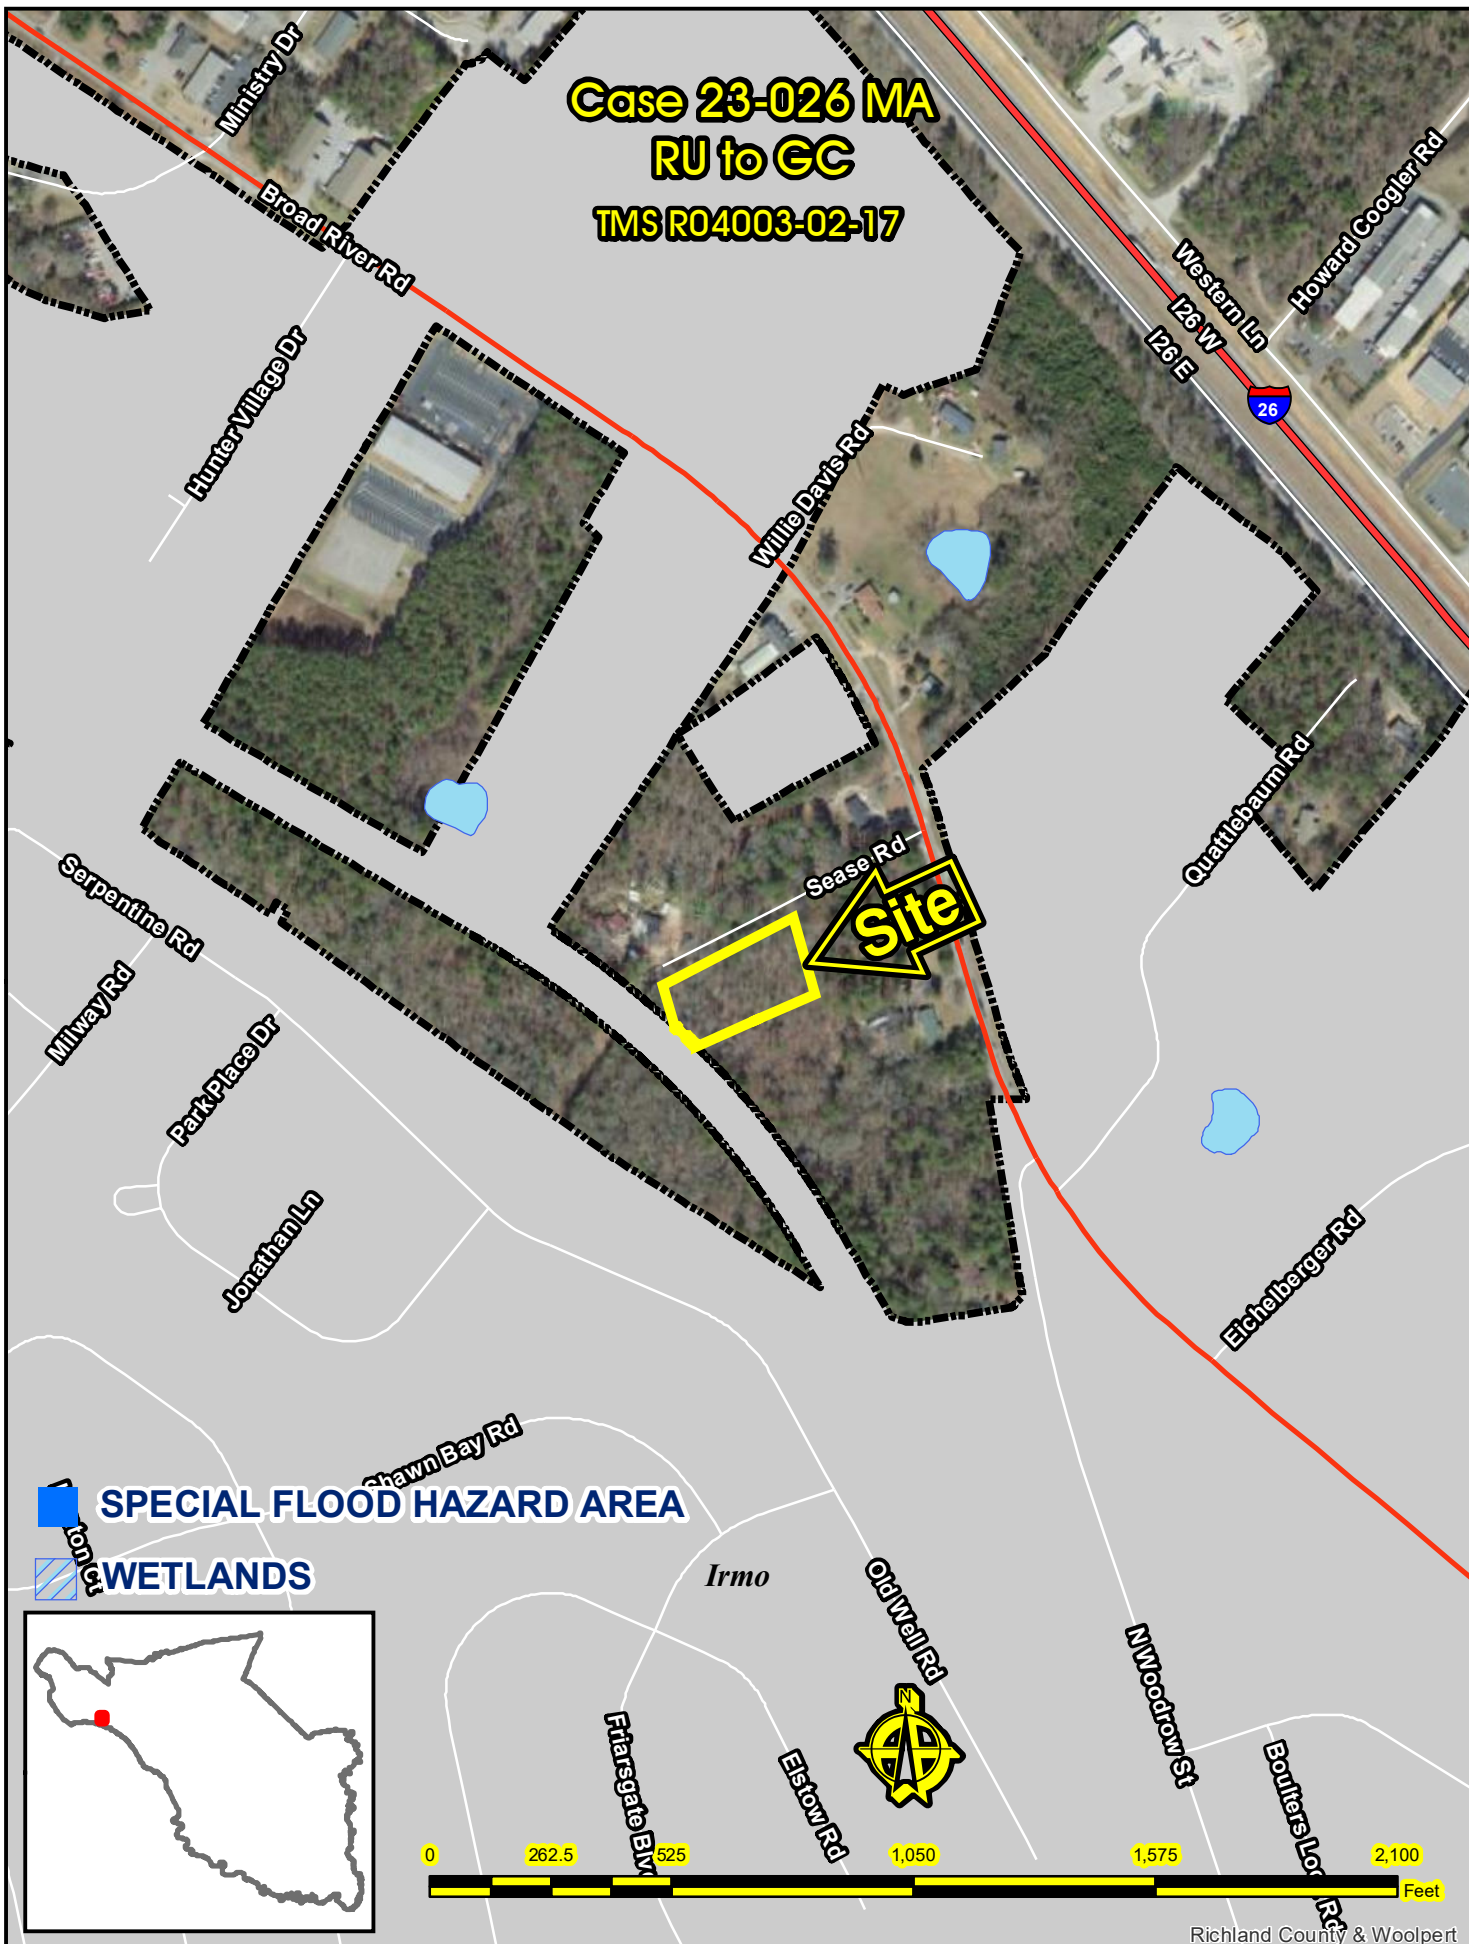 Case 23-026 MA
RU to GC
TMS R04003-02-17
Ministry Dr
Broad River Rd
Hunter Village Dr
Willie Davis Rd
Western Ln
Howard Coogler Rd
I26 W
I26 E
26
Quattlebaum Rd
Sease Rd
Site
Serpentine Rd
Milway Rd
Park Place Dr
Jonathan Ln
Eichelberger Rd
Shawn Bay Rd
SPECIAL FLOOD HAZARD AREA
WETLANDS
Irmo
Old Well Rd
N Woodrow St
Friarsgate Blvd
Elstow Rd
Boulters Lock Rd
N
0 262.5 525 1,050 1,575 2,100
Feet
Richland County & Woolpert